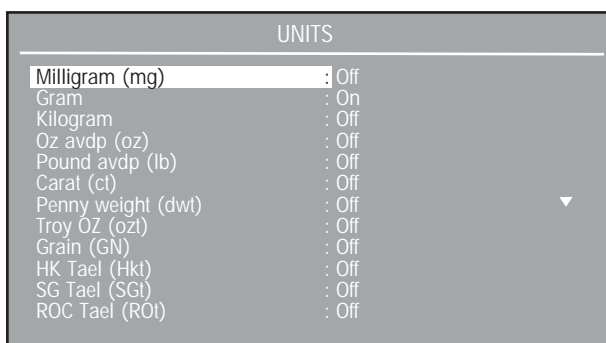 UNITS
Milligram (mg) : Off
Gram : On
Kilogram : Off
Oz avdp (oz) : Off
Pound avdp (lb) : Off
Carat (ct) : Off
Penny weight (dwt) : Off
Troy OZ (ozt) : Off
Grain (GN) : Off
HK Tael (Hkt) : Off
SG Tael (SGt) : Off
ROC Tael (ROt) : Off